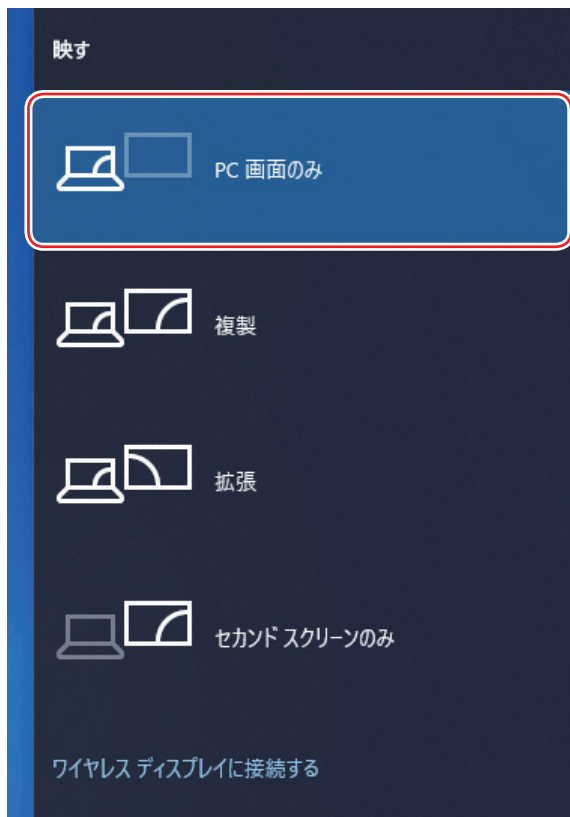 映す
PC 画面のみ
複製
拡張
セカンド スクリーンのみ
ワイヤレス ディスプレイに接続する